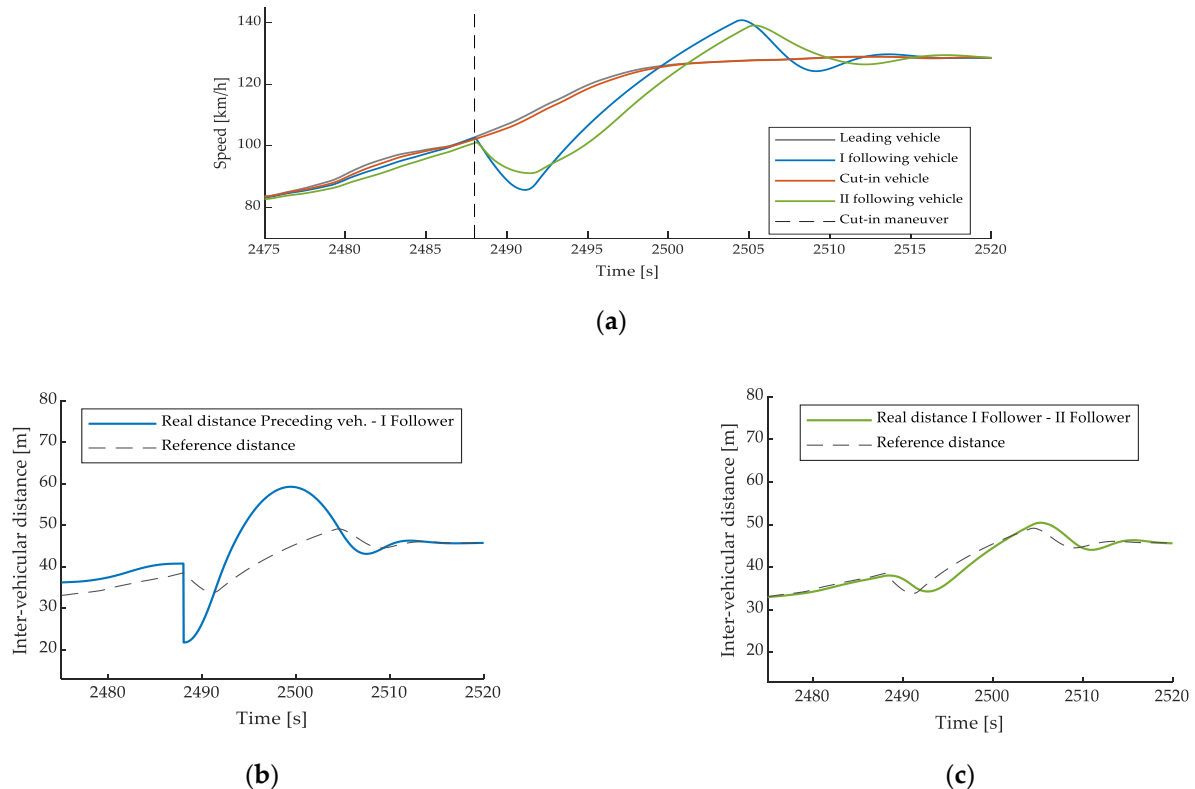 140
120
100
80
Speed [km/h]
Leading vehicle
I following vehicle
Cut-in vehicle
II following vehicle
Cut-in maneuver
2475 2480 2485 2490 2495 2500 2505 2510 2515 2520
Time [s]
(a)
80
70
60
50
40
30
20
Inter-vehicular distance [m]
Real distance Preceding veh. - I Follower
Reference distance
2480 2490 2500 2510 2520
Time [s]
(b)
80
70
60
50
40
30
20
Inter-vehicular distance [m]
Real distance I Follower - II Follower
Reference distance
2480 2490 2500 2510 2520
Time [s]
(c)